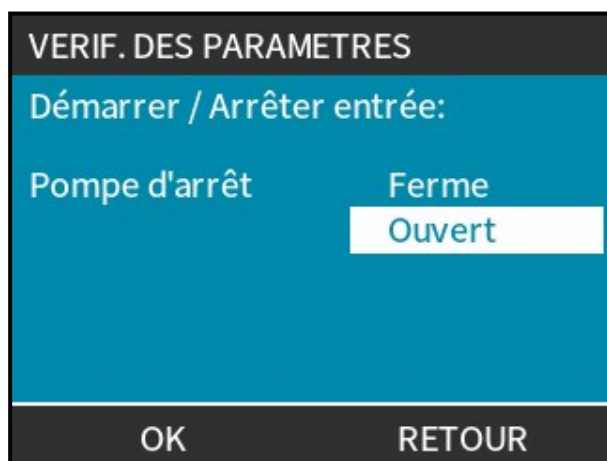 VERIF. DES PARAMETRES
Démarrer / Arrêter entrée:
Pompe d'arrêt Ferme
Ouvert
OK RETOUR